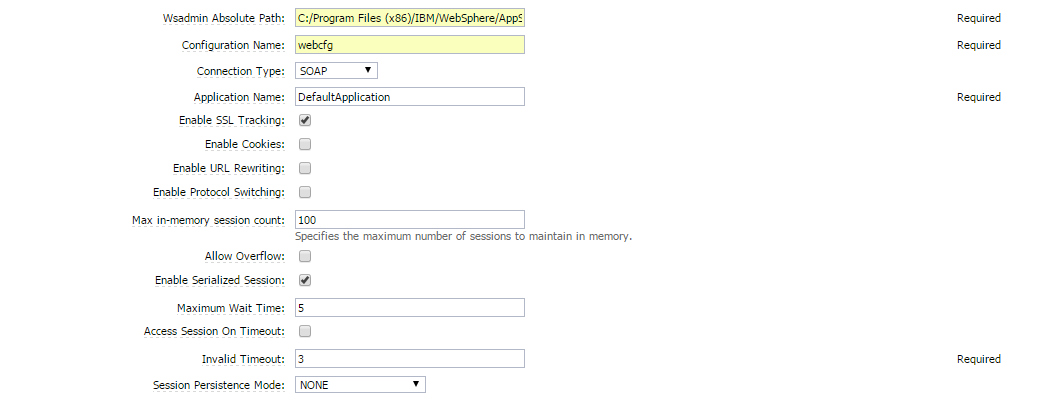 Wsadmin Absolute Path: C:/Program Files (x86)/IBM/WebSphere/AppS Required
Configuration Name: webcfg Required
Connection Type: SOAP
Application Name: DefaultApplication Required
Enable SSL Tracking:
Enable Cookies:
Enable URL Rewriting:
Enable Protocol Switching:
Max in-memory session count: 100
Specifies the maximum number of sessions to maintain in memory.
Allow Overflow:
Enable Serialized Session:
Maximum Wait Time: 5
Access Session On Timeout:
Invalid Timeout: 3 Required
Session Persistence Mode: NONE